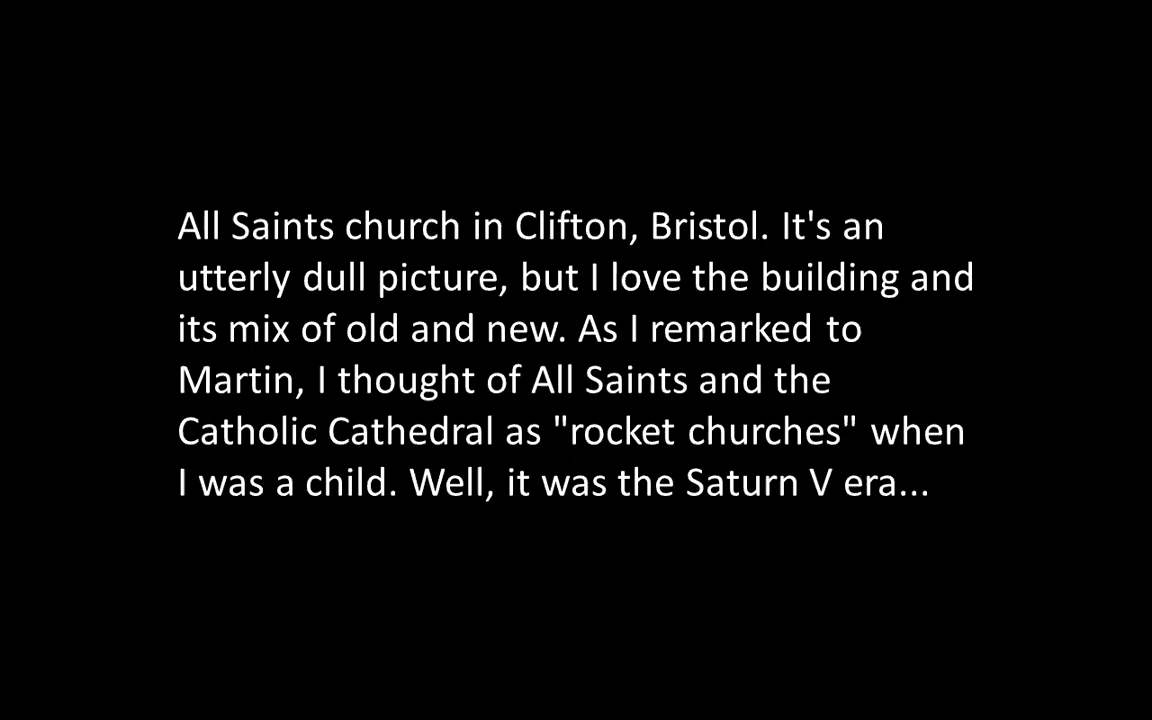 All Saints church in Clifton, Bristol. It's an
utterly dull picture, but I love the building and
its mix of old and new. As I remarked to
Martin, I thought of All Saints and the
Catholic Cathedral as "rocket churches" when
I was a child. Well, it was the Saturn V era...